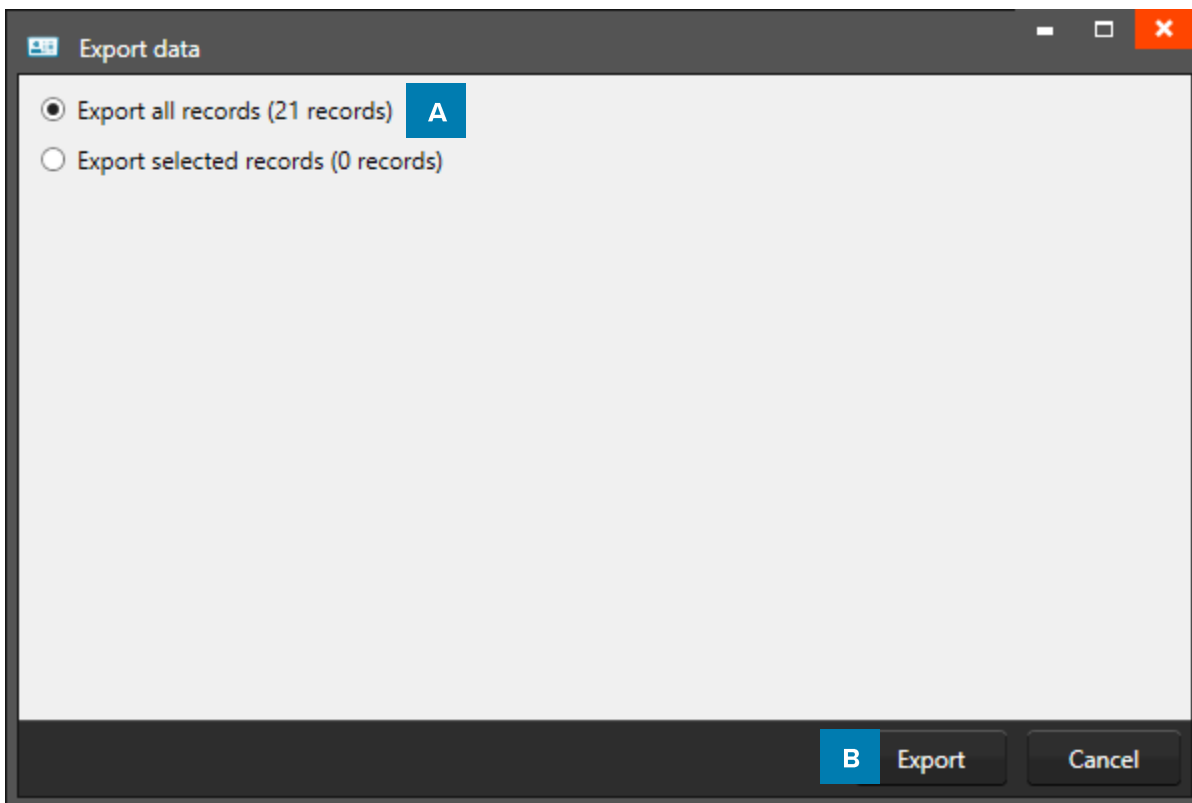 Export data
Export all records (21 records) A
Export selected records (0 records)
B Export Cancel